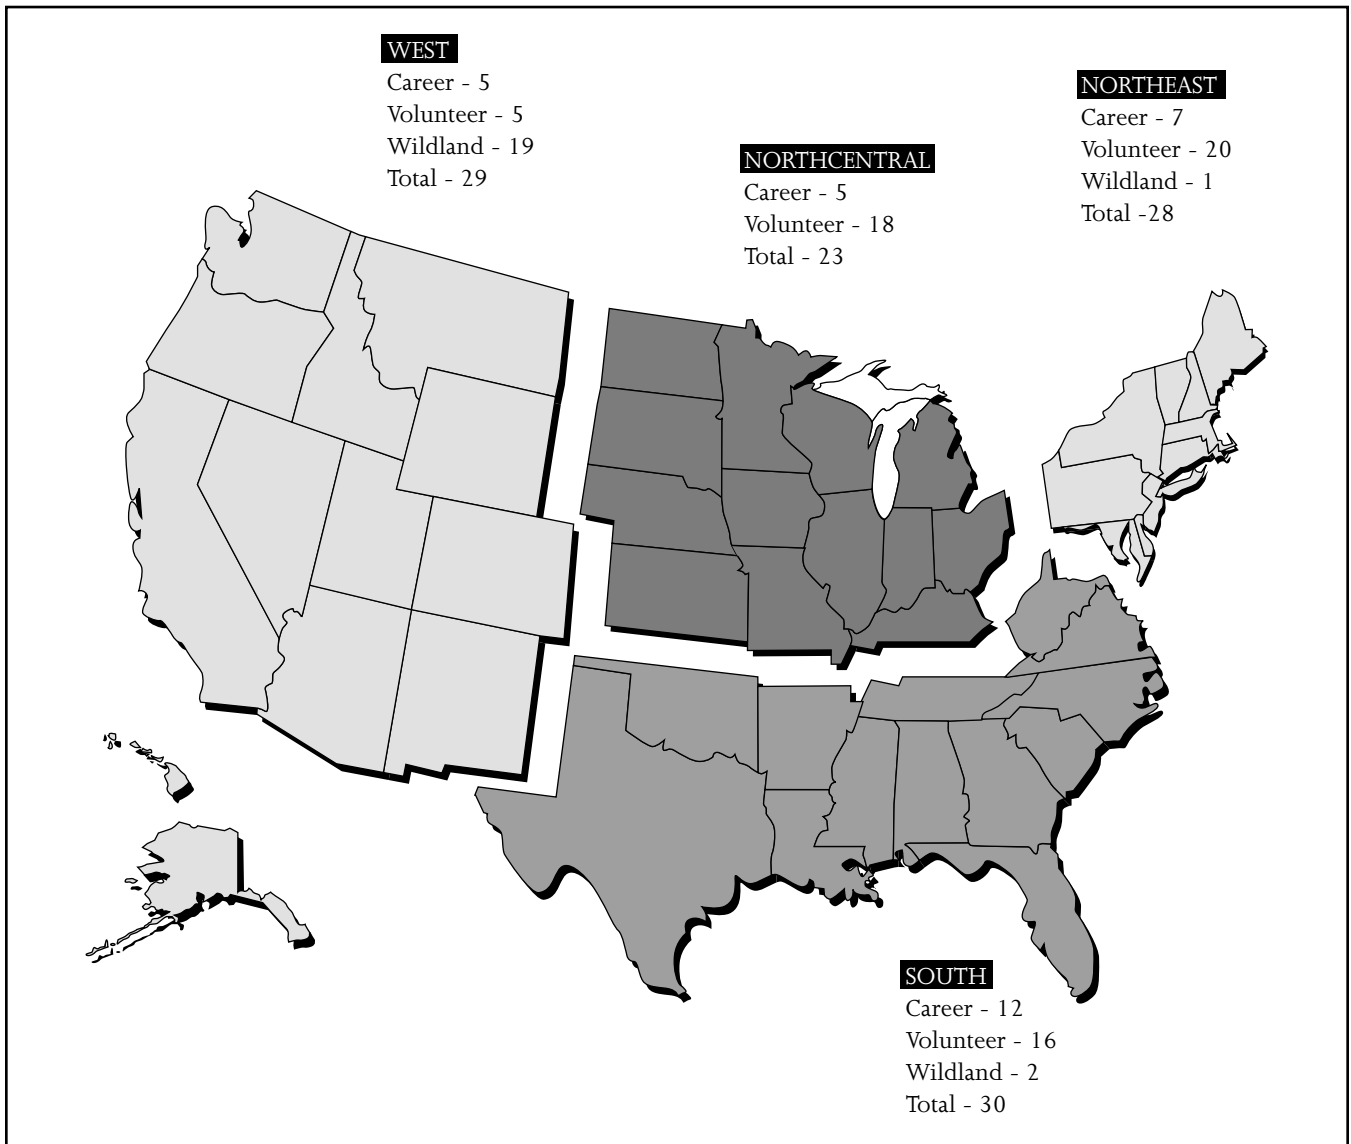 WEST
Career - 5
Volunteer - 5
Wildland - 19
Total - 29
NORTHCENTRAL
Career - 5
Volunteer - 18
Total - 23
NORTHEAST
Career - 7
Volunteer - 20
Wildland - 1
Total -28
SOUTH
Career - 12
Volunteer - 16
Wildland - 2
Total - 30